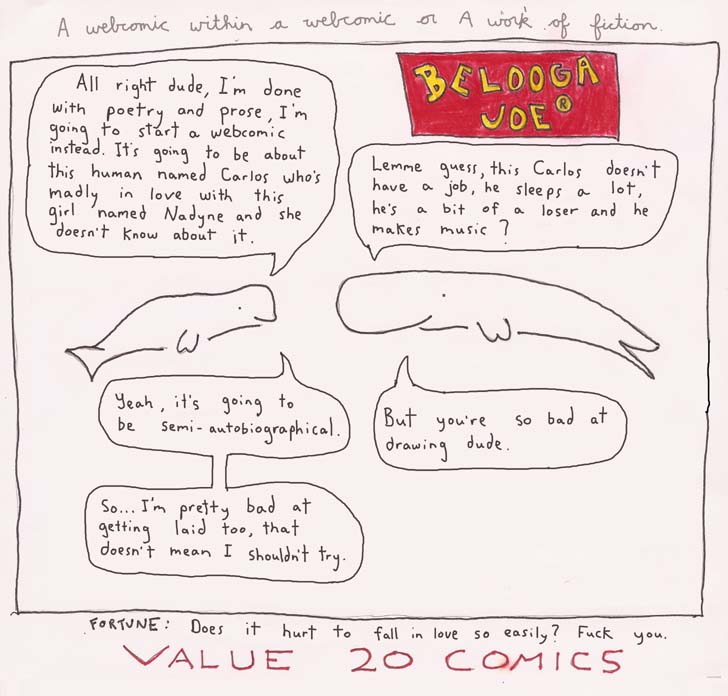 A webcomic within a webcomic or A work of fiction.
BELOOGA
JOE®
All right dude, I'm done
with poetry and prose, I'm
going to start a webcomic
instead. It's going to be about
this human named Carlos who's
madly in love with this
girl named Nadyne and she
doesn't know about it.
Lemme guess, this Carlos doesn't
have a job, he sleeps a lot,
he's a bit of a loser and he
makes music?
Yeah, it's going to
be semi-autobiographical.
But you're so bad at
drawing dude.
So... I'm pretty bad at
getting laid too, that
doesn't mean I shouldn't try.
FORTUNE: Does it hurt to fall in love so easily? Fuck you.
VALUE 20 COMICS